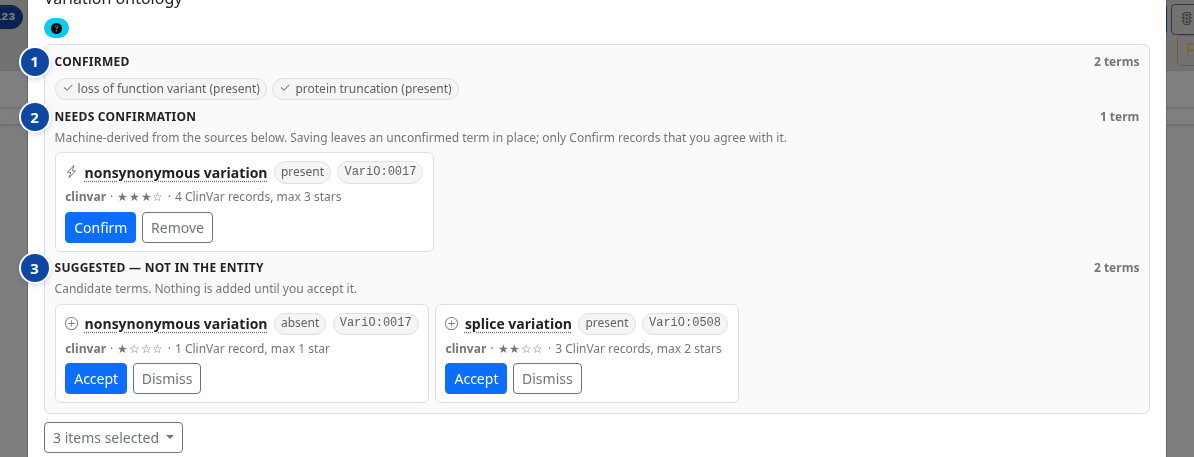 Variation ontology
123
?
1 CONFIRMED 2 terms
✓ loss of function variant (present) ✓ protein truncation (present)
2 NEEDS CONFIRMATION 1 term
Machine-derived from the sources below. Saving leaves an unconfirmed term in place; only Confirm records that you agree with it.
nonsynonymous variation present VariO:0017
clinvar · ★★★☆ · 4 ClinVar records, max 3 stars
Confirm Remove
3 SUGGESTED — NOT IN THE ENTITY 2 terms
Candidate terms. Nothing is added until you accept it.
nonsynonymous variation absent VariO:0017
clinvar · ★☆☆☆ · 1 ClinVar record, max 1 star
Accept Dismiss
splice variation present VariO:0508
clinvar · ★★☆☆ · 3 ClinVar records, max 2 stars
Accept Dismiss
3 items selected